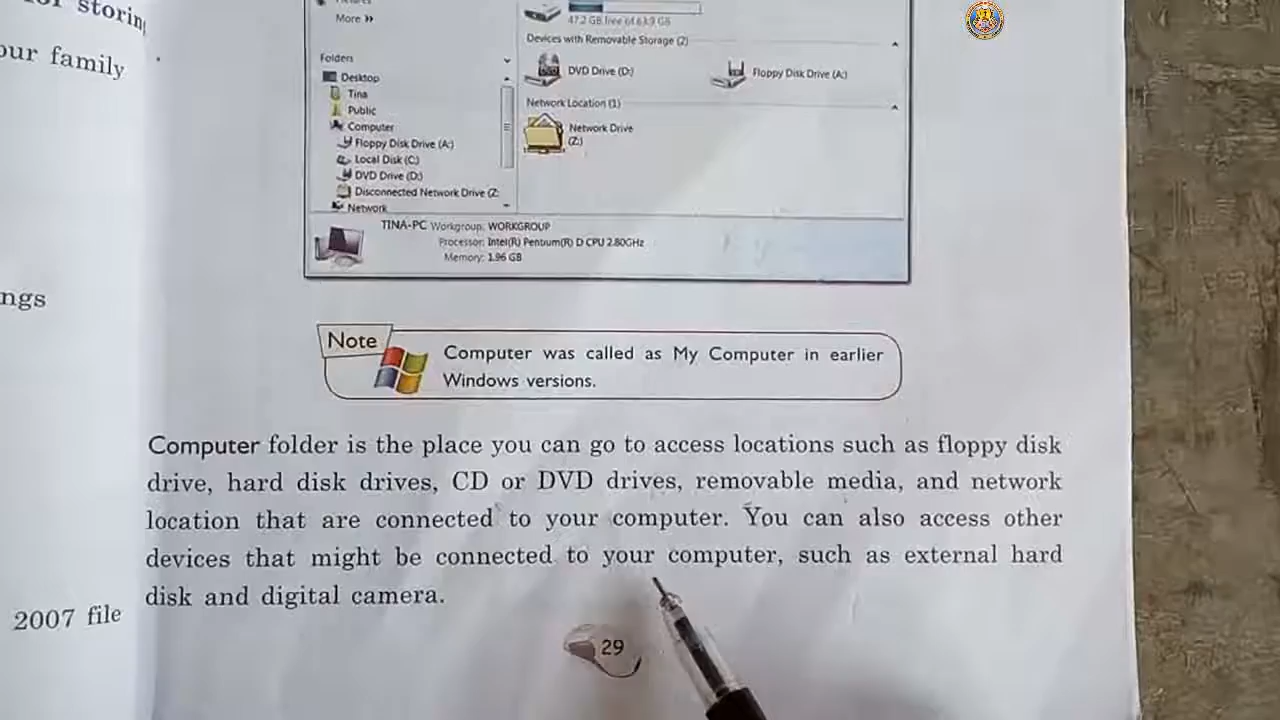 or storing
our family
ngs
2007 file
More »
47.2 GB free of 63.9 GB
Folders
Desktop
Tina
Public
Computer
Floppy Disk Drive (A:)
Local Disk (C:)
DVD Drive (D:)
Disconnected Network Drive (Z:
Network
Devices with Removable Storage (2)
DVD Drive (D:)
Floppy Disk Drive (A:)
Network Location (1)
Network Drive
(Z:)
TINA-PC Workgroup: WORKGROUP
Processor: Intel(R) Pentium(R) D CPU 2.80GHz
Memory: 1.96 GB
Note
Computer was called as My Computer in earlier
Windows versions.
Computer folder is the place you can go to access locations such as floppy disk
drive, hard disk drives, CD or DVD drives, removable media, and network
location that are connected to your computer. You can also access other
devices that might be connected to your computer, such as external hard
disk and digital camera.
29